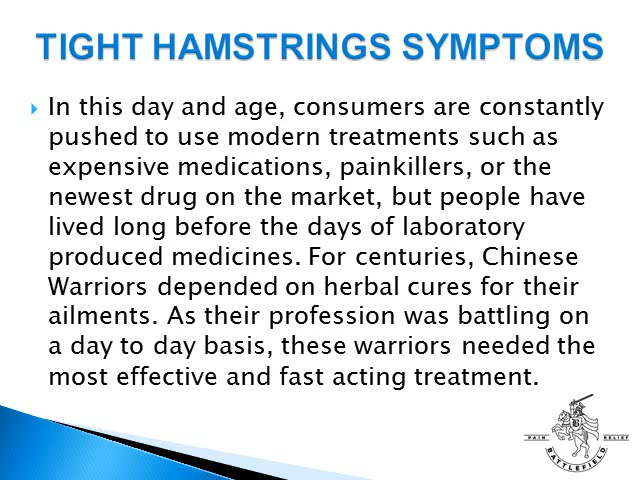 TIGHT HAMSTRINGS SYMPTOMS
In this day and age, consumers are constantly
pushed to use modern treatments such as
expensive medications, painkillers, or the
newest drug on the market, but people have
lived long before the days of laboratory
produced medicines. For centuries, Chinese
Warriors depended on herbal cures for their
ailments. As their profession was battling on
a day to day basis, these warriors needed the
most effective and fast acting treatment.
B
PAIN RELIEF
BATTLEFIELD